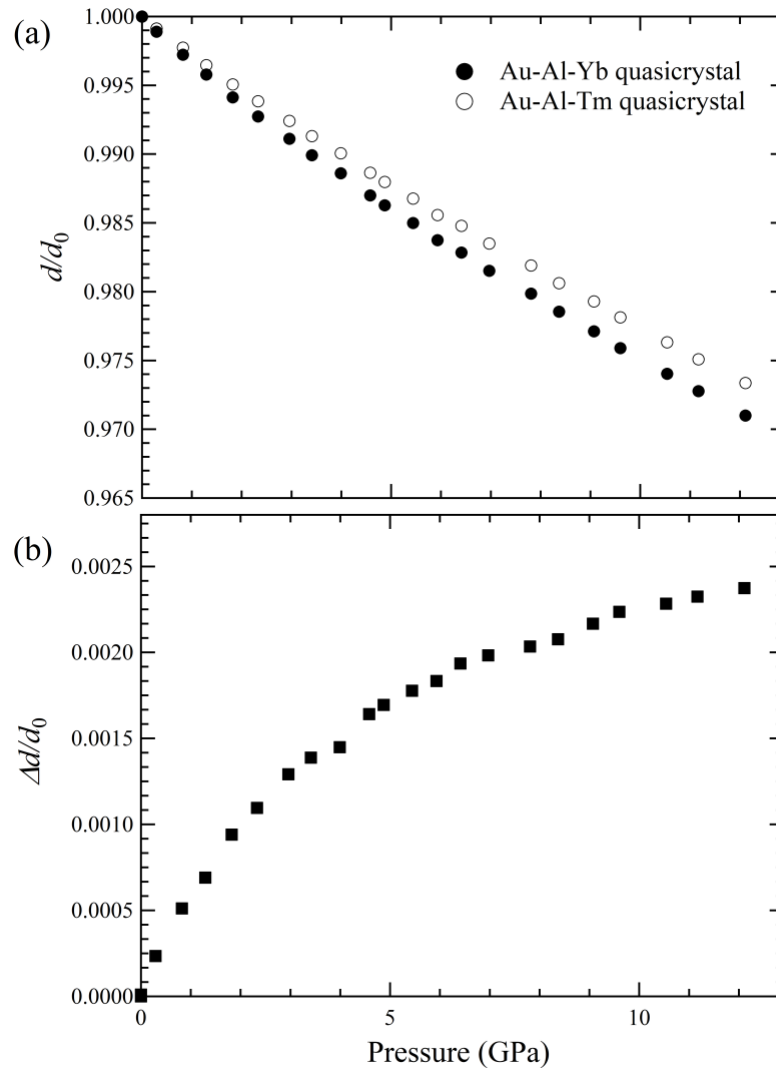 (a)
1.000
0.995
0.990
0.985
0.980
0.975
0.970
0.965
d/d0
Au-Al-Yb quasicrystal
Au-Al-Tm quasicrystal
(b)
0.0025
0.0020
0.0015
0.0010
0.0005
0.0000
Δd/d0
0 5 10
Pressure (GPa)